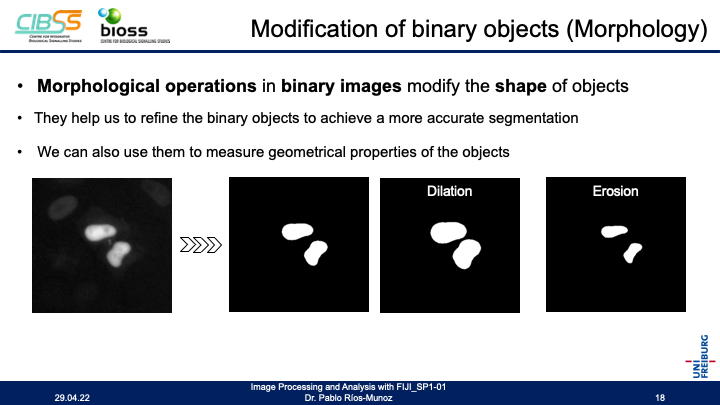 CIBSS
CENTRE FOR INTEGRATIVE
BIOLOGICAL SIGNALLING STUDIES
bioss
CENTRE FOR BIOLOGICAL SIGNALLING STUDIES
Modification of binary objects (Morphology)
• Morphological operations in binary images modify the shape of objects
• They help us to refine the binary objects to achieve a more accurate segmentation
• We can also use them to measure geometrical properties of the objects
Dilation
Erosion
UNI
FREIBURG
Image Processing and Analysis with FIJI_SP1-01
29.04.22
Dr. Pablo Ríos-Munoz
18